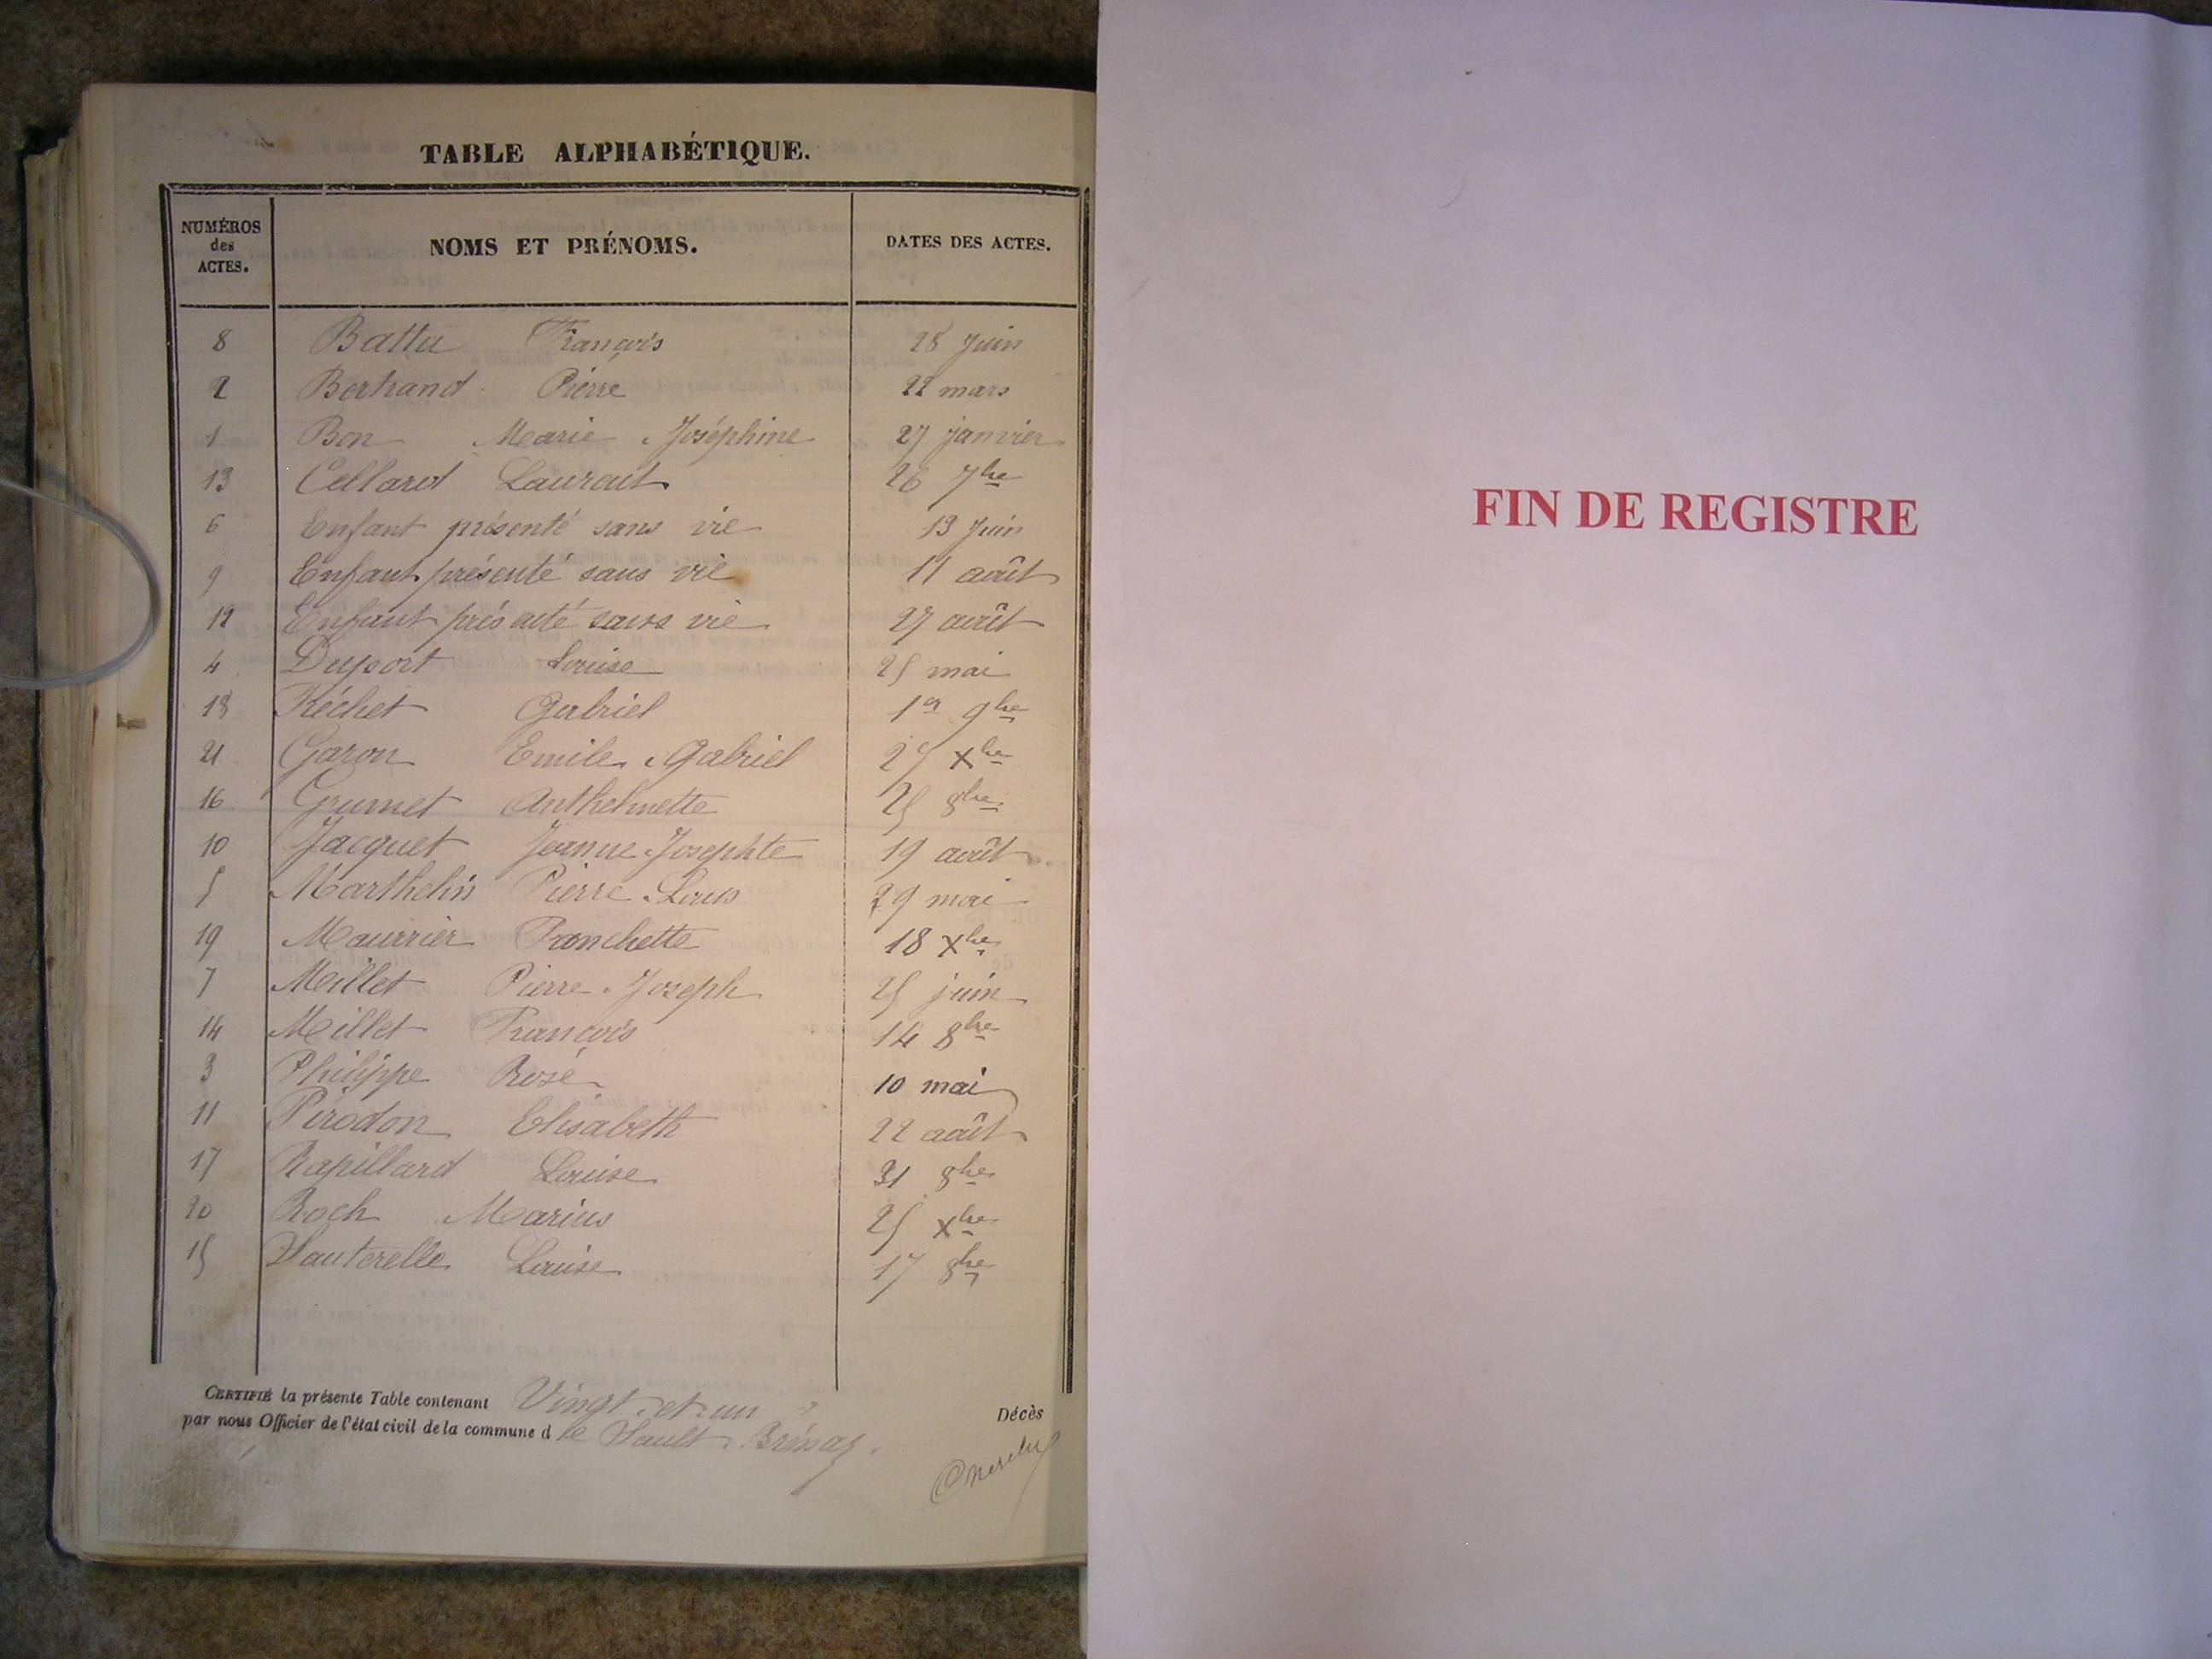 TABLE ALPHABÉTIQUE.
NUMÉROS des ACTES. NOMS ET PRÉNOMS. DATES DES ACTES.
8 Battu François 28 Juin
2 Bertrand Pierre 22 mars
1 Bon Marie Joséphine 27 janvier
13 Cellard Laurent 26 7bre
6 Enfant présenté sans vie 13 Juin
9 Enfant présenté sans vie 11 août
12 Enfant présenté sans vie 27 août
4 Duport Louise 25 mai
18 Féchet Gabriel 1er 9bre
21 Garon Emile Gabriel 27 Xbre
16 Grumet Anthelmette 25 8bre
10 Jacquet Jeanne Josephte 19 août
5 Marthelin Pierre Louis 29 mai
19 Maurrier Franchette 18 Xbre
7 Meillet Pierre Joseph 25 juin
14 Meillet François 14 8bre
3 Philippe Rose 10 mai
11 Pirodon Elisabeth 22 août
17 Rapillard Louise 31 8bre
20 Roch Marius 25 Xbre
15 Sauterelle Louise 17 8bre
CERTIFIÉ la présente Table contenant Vingt-et-un Décès
par nous Officier de l'état civil de la commune d le Sault Brénaz.
FIN DE REGISTRE